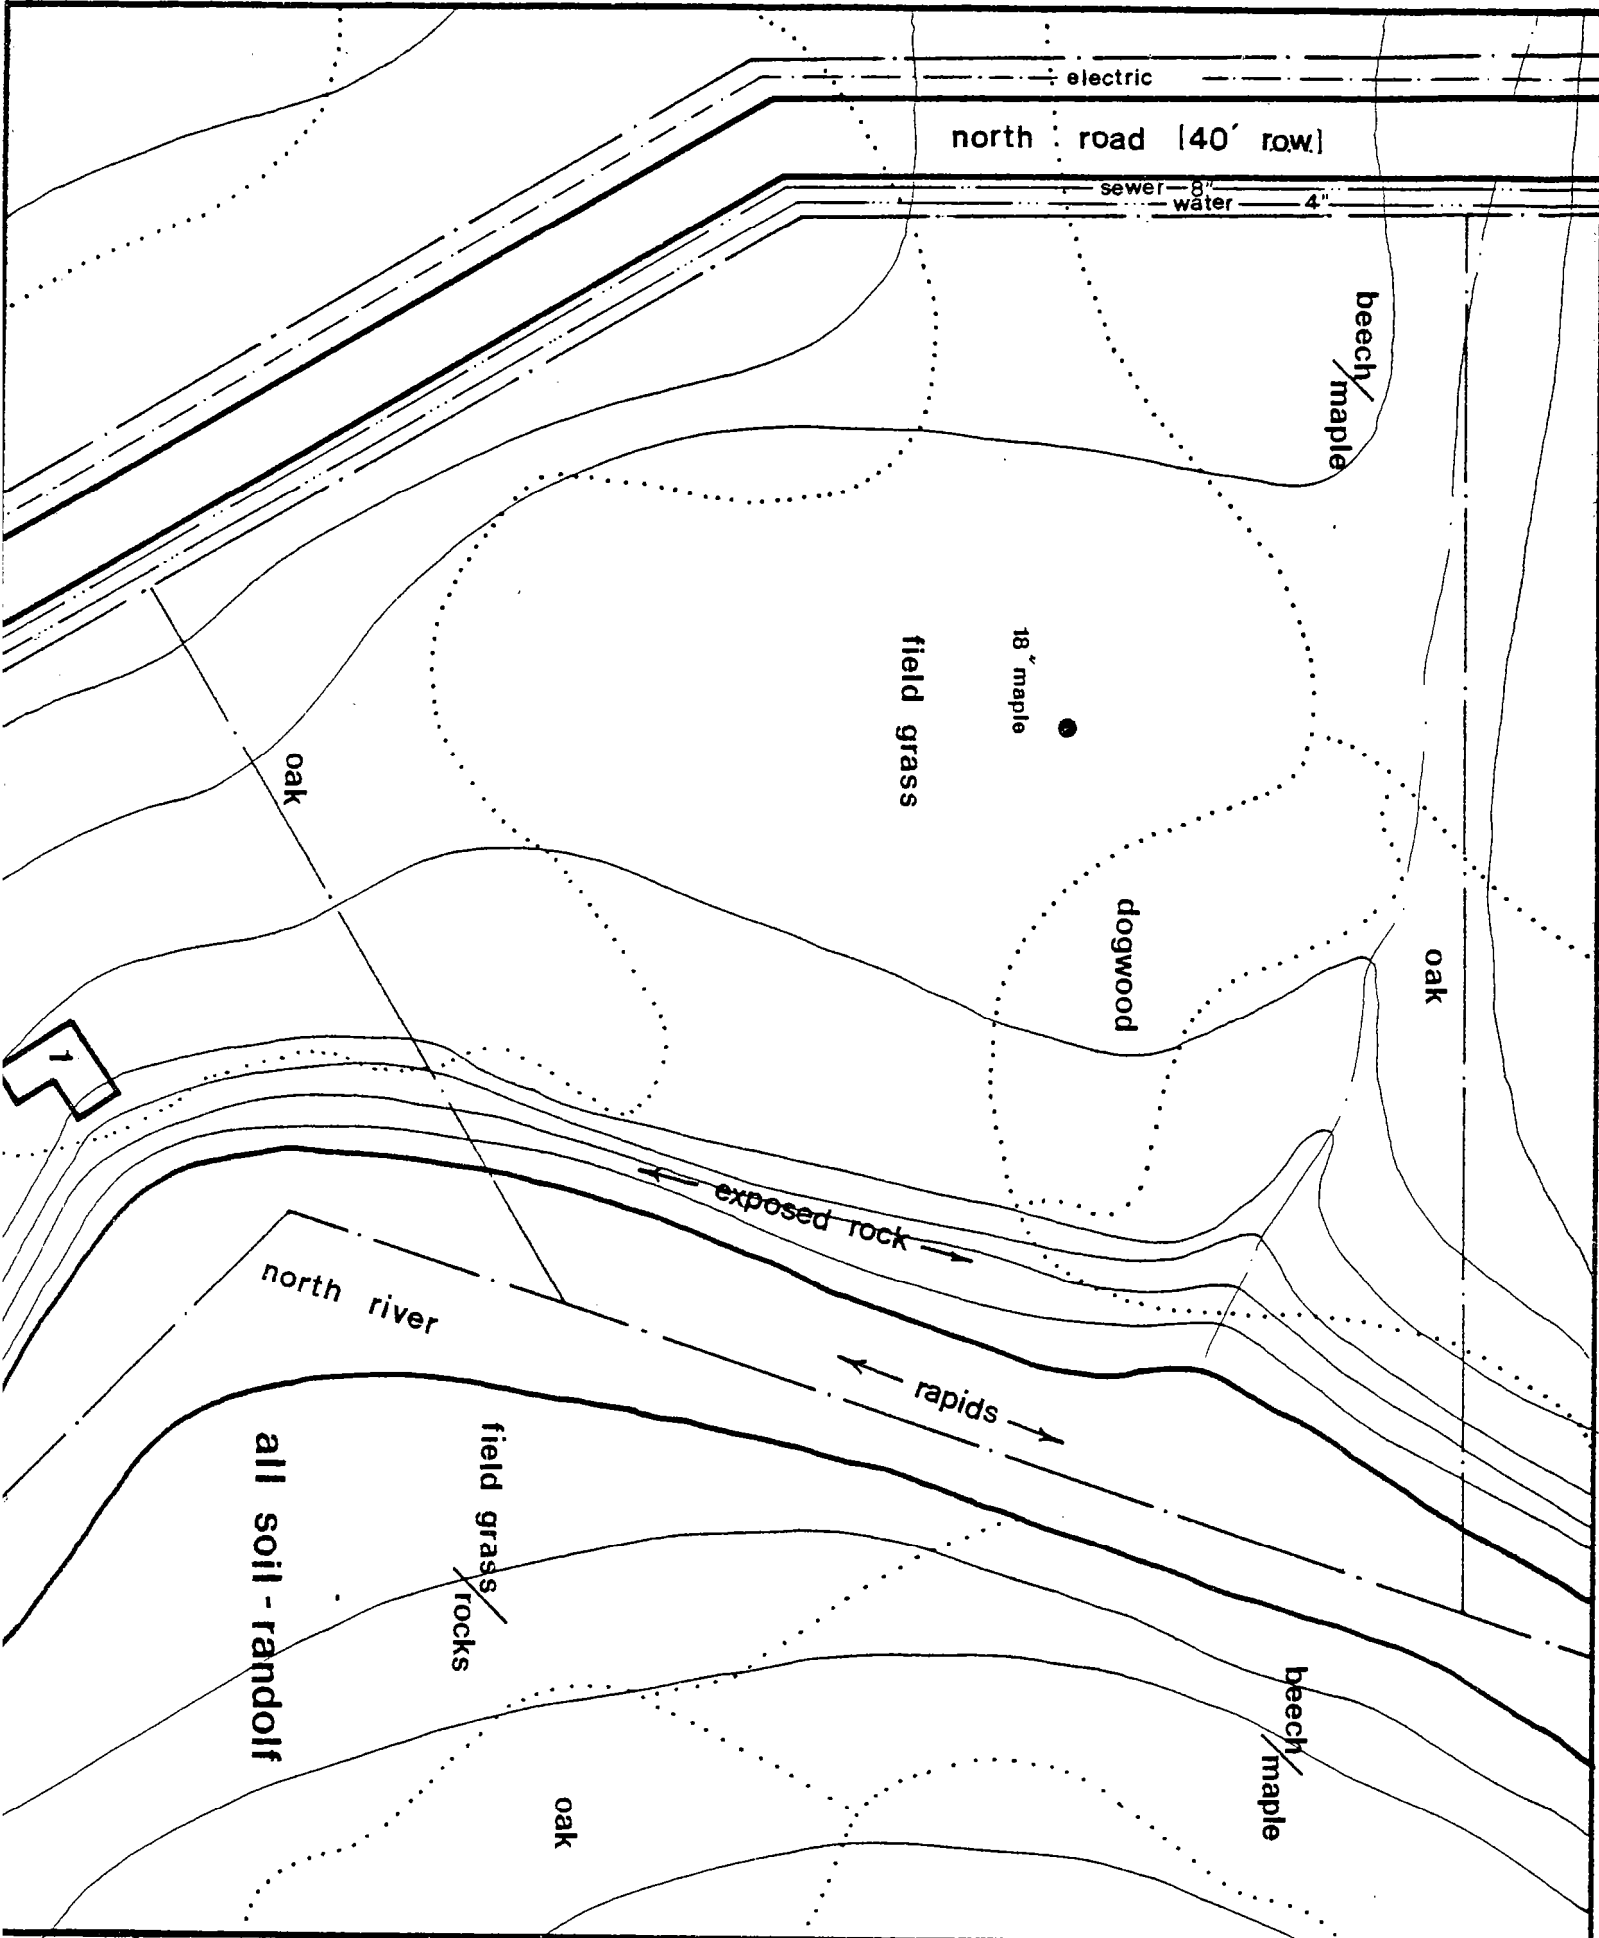 electric
north road [40' r.o.w.]
sewer 8"
water 4"
beech/
maple
18" maple
field grass
oak
dogwood
oak
1
exposed rock
north river
rapids
field grass/
rocks
all soil - randolf
beech/
maple
oak